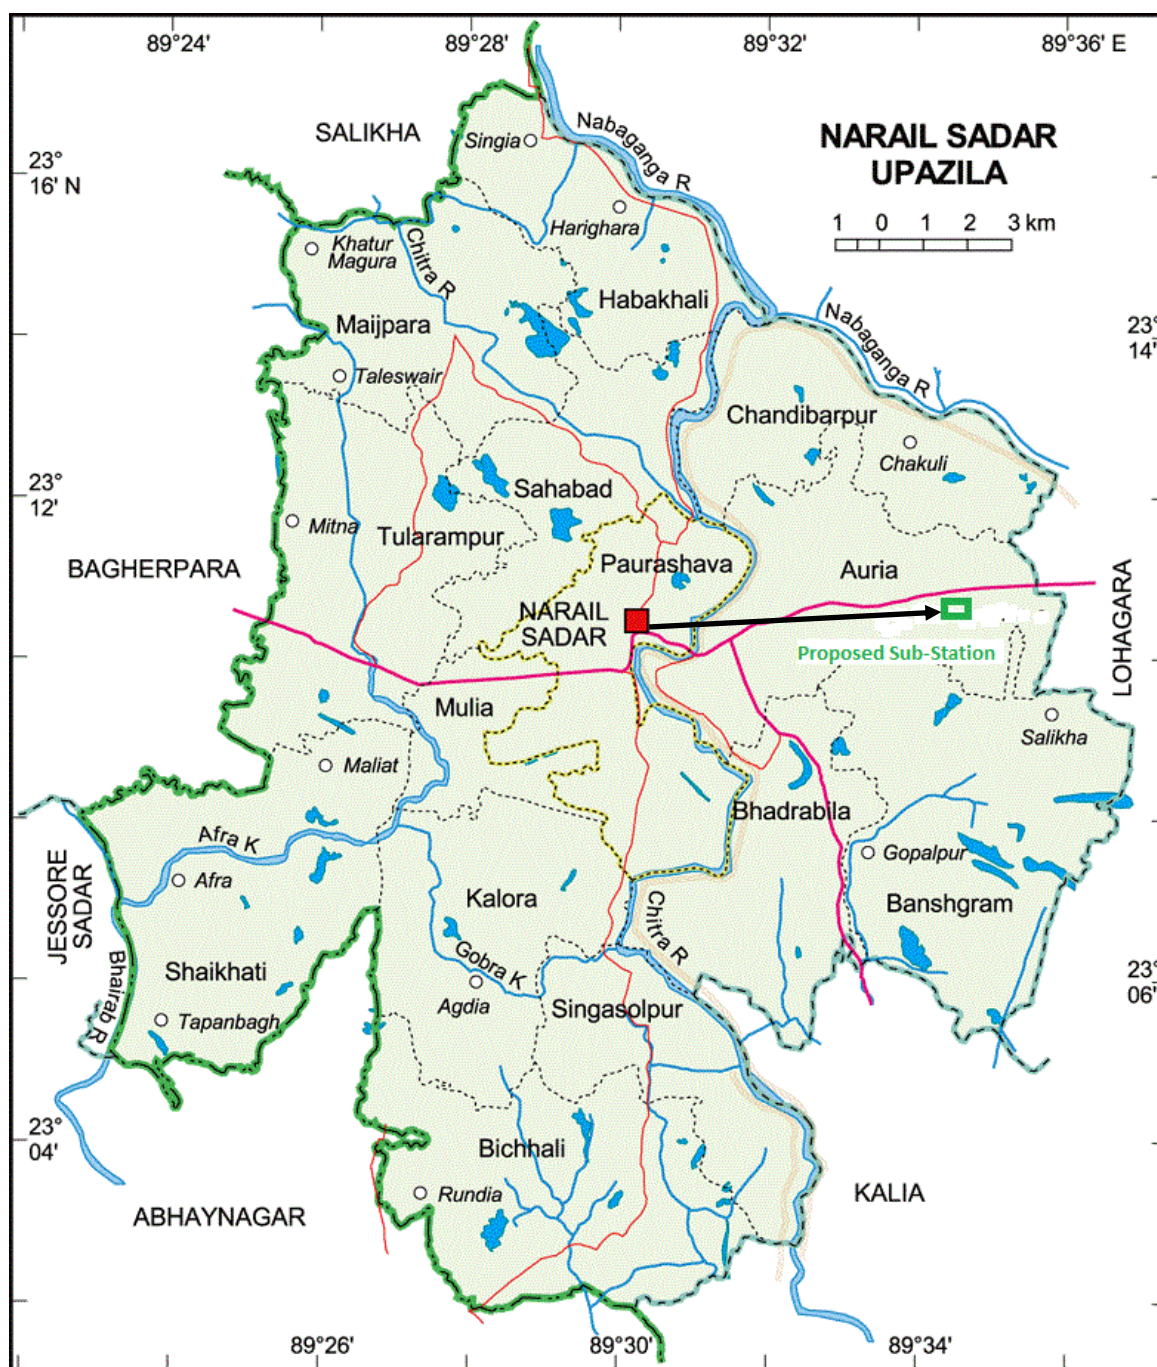 89°24' 89°28' 89°32' 89°36' E
SALIKHA
Singia
Nabaganga R
NARAIL SADAR
UPAZILA
23°
16' N
1 0 1 2 3 km
Harighara
Khatur
Magura
Chitra R
Habakhali
Maijpara
Nabaganga R
23°
14'
Taleswair
Chandibarpur
Chakuli
23°
12'
Sahabad
Mitna
Tularampur
Paurashava
Auria
BAGHERPARA
NARAIL
SADAR
LOHAGARA
Proposed Sub-Station
Mulia
Salikha
Maliat
Bhadrabila
Afra K
Gopalpur
JESSORE
SADAR
Afra
Kalora
Banshgram
Chitra R
Bhairab R
Shaikhati
Gobra K
Agdia
Singasolpur
23°
06'
Tapanbagh
23°
04'
Bichhali
Rundia
KALIA
ABHAYNAGAR
89°26' 89°30' 89°34'